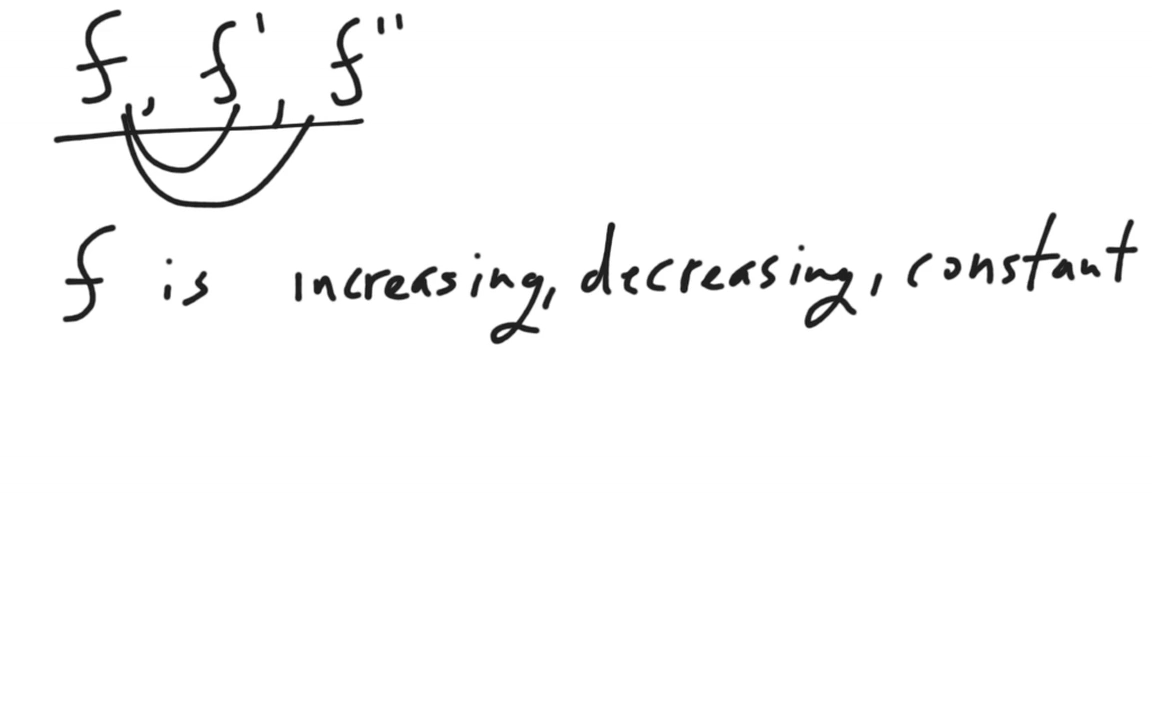 f, f', f"
f is increasing, decreasing, constant